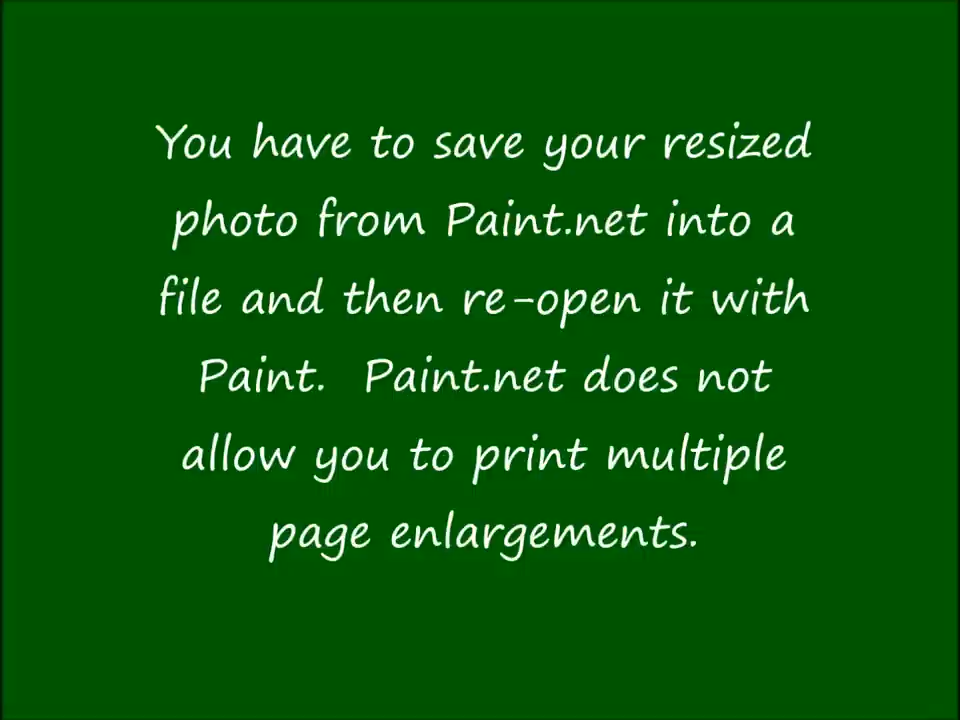 You have to save your resized
photo from Paint.net into a
file and then re-open it with
Paint.  Paint.net does not
allow you to print multiple
page enlargements.